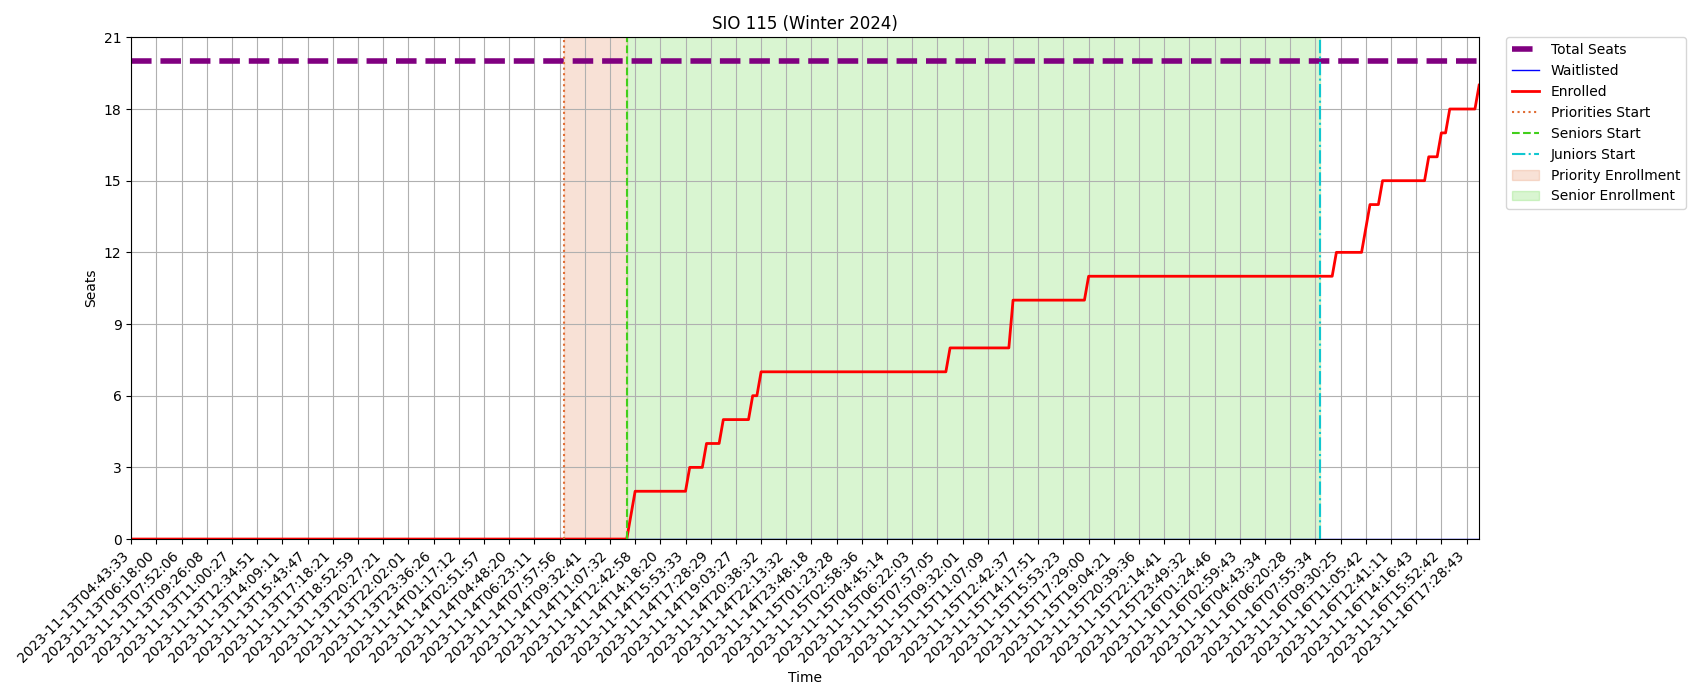 SIO 115 (Winter 2024)
21
18
15
12
9
6
3
0
Seats
Total Seats
Waitlisted
Enrolled
Priorities Start
Seniors Start
Juniors Start
Priority Enrollment
Senior Enrollment
2023-11-13T04:43:33
2023-11-13T06:18:00
2023-11-13T07:52:06
2023-11-13T09:26:08
2023-11-13T11:00:27
2023-11-13T12:34:51
2023-11-13T14:09:11
2023-11-13T15:43:47
2023-11-13T17:18:21
2023-11-13T18:52:59
2023-11-13T20:27:21
2023-11-13T22:02:01
2023-11-13T23:36:26
2023-11-14T01:17:12
2023-11-14T02:51:57
2023-11-14T04:48:20
2023-11-14T06:23:11
2023-11-14T07:57:56
2023-11-14T09:32:41
2023-11-14T11:07:32
2023-11-14T12:42:58
2023-11-14T14:18:20
2023-11-14T15:53:33
2023-11-14T17:28:29
2023-11-14T19:03:27
2023-11-14T20:38:32
2023-11-14T22:13:32
2023-11-14T23:48:18
2023-11-15T01:23:28
2023-11-15T02:58:36
2023-11-15T04:45:14
2023-11-15T06:22:03
2023-11-15T07:57:05
2023-11-15T09:32:01
2023-11-15T11:07:09
2023-11-15T12:42:37
2023-11-15T14:17:51
2023-11-15T15:53:23
2023-11-15T17:29:00
2023-11-15T19:04:21
2023-11-15T20:39:36
2023-11-15T22:14:41
2023-11-15T23:49:32
2023-11-16T01:24:46
2023-11-16T02:59:43
2023-11-16T04:43:34
2023-11-16T06:20:28
2023-11-16T07:55:34
2023-11-16T09:30:25
2023-11-16T11:05:42
2023-11-16T12:41:11
2023-11-16T14:16:43
2023-11-16T15:52:42
2023-11-16T17:28:43
Time